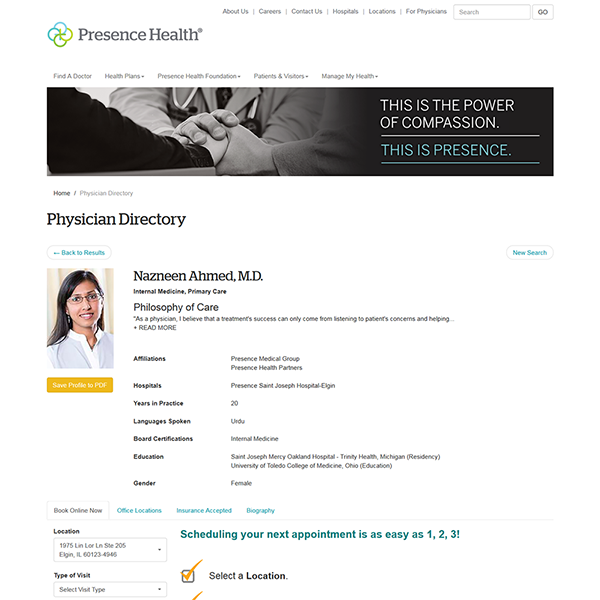 About Us | Careers | Contact Us | Hospitals | Locations | For Physicians
Search
GO
Presence Health®
Find A Doctor
Health Plans
Presence Health Foundation
Patients & Visitors
Manage My Health
THIS IS THE POWER
OF COMPASSION.
THIS IS PRESENCE.
Home / Physician Directory
Physician Directory
← Back to Results
New Search
Nazneen Ahmed, M.D.
Internal Medicine, Primary Care
Philosophy of Care
"As a physician, I believe that a treatment's success can only come from listening to patient's concerns and helping...
+ READ MORE
Save Profile to PDF
Affiliations
Presence Medical Group
Presence Health Partners
Hospitals
Presence Saint Joseph Hospital-Elgin
Years in Practice
20
Languages Spoken
Urdu
Board Certifications
Internal Medicine
Education
Saint Joseph Mercy Oakland Hospital - Trinity Health, Michigan (Residency)
University of Toledo College of Medicine, Ohio (Education)
Gender
Female
Book Online Now
Office Locations
Insurance Accepted
Biography
Location
1975 Lin Lor Ln Ste 205
Elgin, IL 60123-4946
Type of Visit
Select Visit Type
Scheduling your next appointment is as easy as 1, 2, 3!
Select a Location.